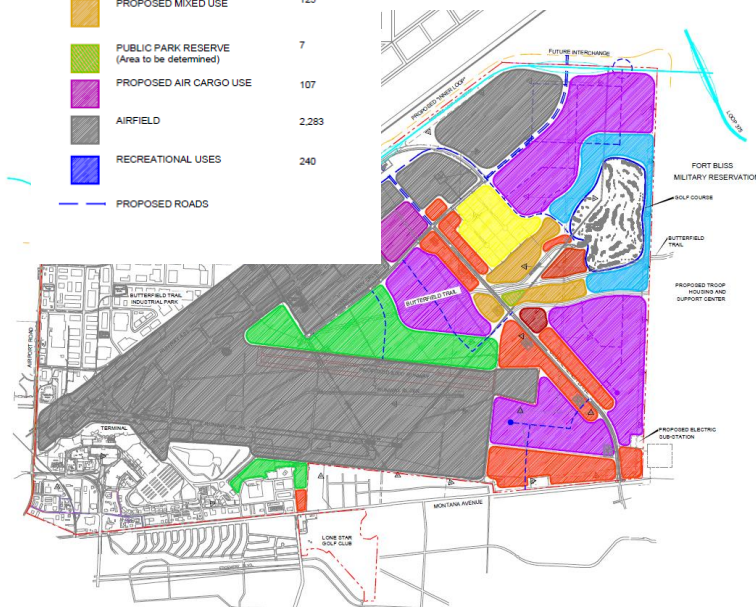 PROPOSED MIXED USE
PUBLIC PARK RESERVE 7
(Area to be determined)
PROPOSED AIR CARGO USE 107
AIRFIELD 2,283
RECREATIONAL USES 240
PROPOSED ROADS
FUTURE INTERCHANGE
PROPOSED "INNER LOOP"
LOOP 375
FORT BLISS
MILITARY RESERVATION
GOLF COURSE
BUTTERFIELD
TRAIL
PROPOSED TROOP
HOUSING AND
SUPPORT CENTER
BUTTERFIELD TRAIL
BUTTERFIELD TRAIL
INDUSTRIAL PARK
AIRPORT ROAD
TERMINAL
PROPOSED ELECTRIC
SUB-STATION
MONTANA AVENUE
LONE STAR
GOLF CLUB